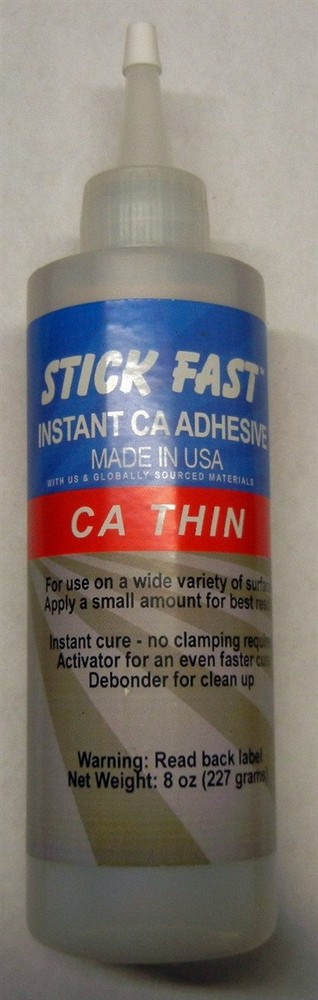 STICK FAST™
INSTANT CA ADHESIVE
MADE IN USA
WITH US & GLOBALLY SOURCED MATERIALS
CA THIN
For use on a wide variety of
Apply a small amount for best
Instant cure - no clamping
Activator for an even faster
Debonder for clean up
Warning: Read back label
Net Weight: 8 oz (227 grams)